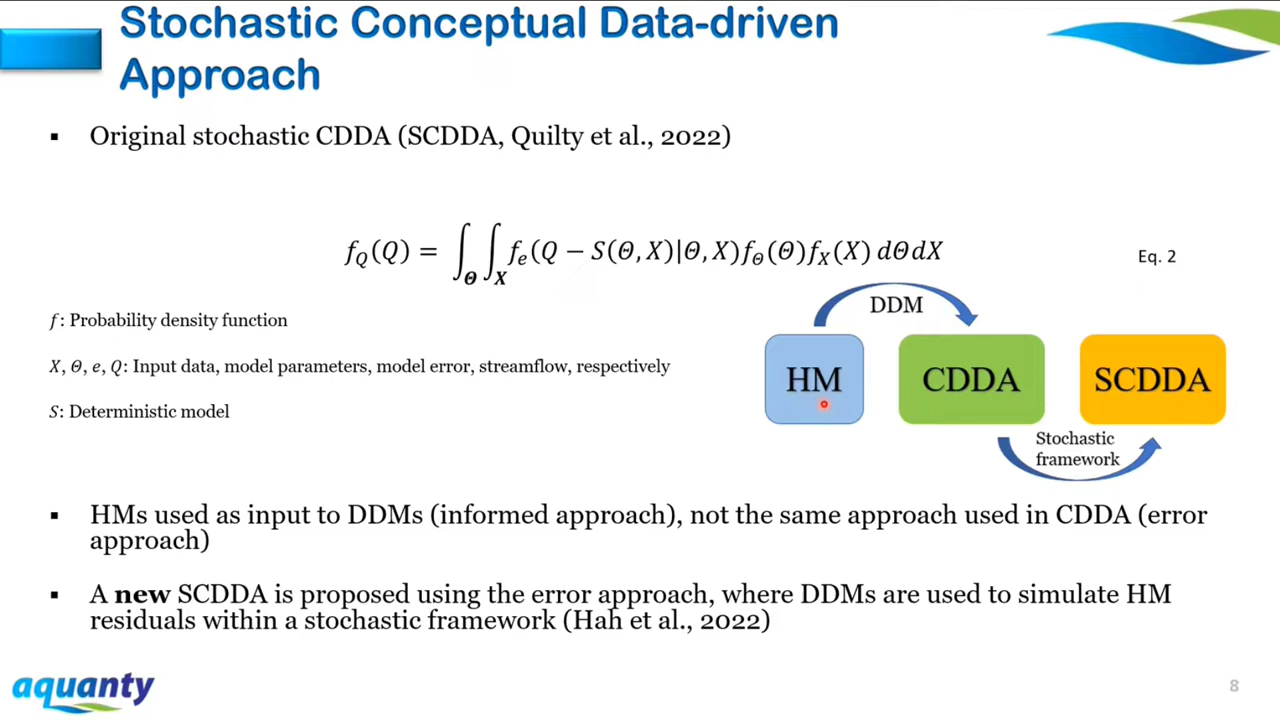 Stochastic Conceptual Data-driven
Approach
▪ Original stochastic CDDA (SCDDA, Quilty et al., 2022)
f_Q(Q) = ∫_Θ ∫_X f_e(Q − S(Θ, X)|Θ, X)f_Θ(Θ)f_X(X) dΘdX
Eq. 2
f: Probability density function
X, Θ, e, Q: Input data, model parameters, model error, streamflow, respectively
S: Deterministic model
DDM
HM
CDDA
SCDDA
Stochastic
framework
▪ HMs used as input to DDMs (informed approach), not the same approach used in CDDA (error
approach)
▪ A new SCDDA is proposed using the error approach, where DDMs are used to simulate HM
residuals within a stochastic framework (Hah et al., 2022)
aquanty
8